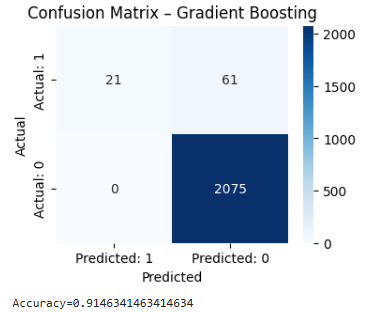 Confusion Matrix – Gradient Boosting
Actual: 1
21
61
Actual: 0
0
2075
Actual
Predicted: 1
Predicted: 0
Predicted
2000
1500
1000
500
0
Accuracy=0.9146341463414634